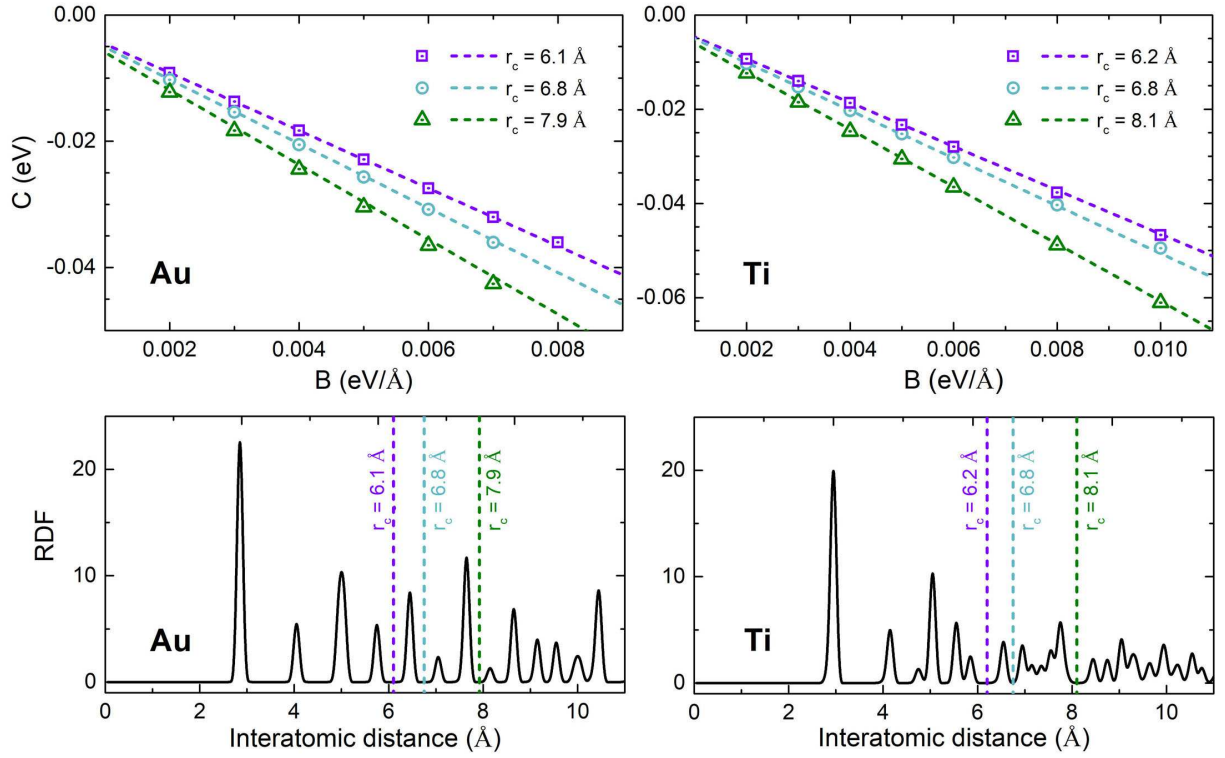 0.00
-0.02
-0.04
C (eV)
r_c = 6.1 Å
r_c = 6.8 Å
r_c = 7.9 Å
Au
0.002 0.004 0.006 0.008
B (eV/Å)
0.00
-0.02
-0.04
-0.06
r_c = 6.2 Å
r_c = 6.8 Å
r_c = 8.1 Å
Ti
0.002 0.004 0.006 0.008 0.010
B (eV/Å)
20
10
0
RDF
r_c = 6.1 Å
r_c = 6.8 Å
r_c = 7.9 Å
Au
0 2 4 6 8 10
Interatomic distance (Å)
20
10
0
r_c = 6.2 Å
r_c = 6.8 Å
r_c = 8.1 Å
Ti
0 2 4 6 8 10
Interatomic distance (Å)